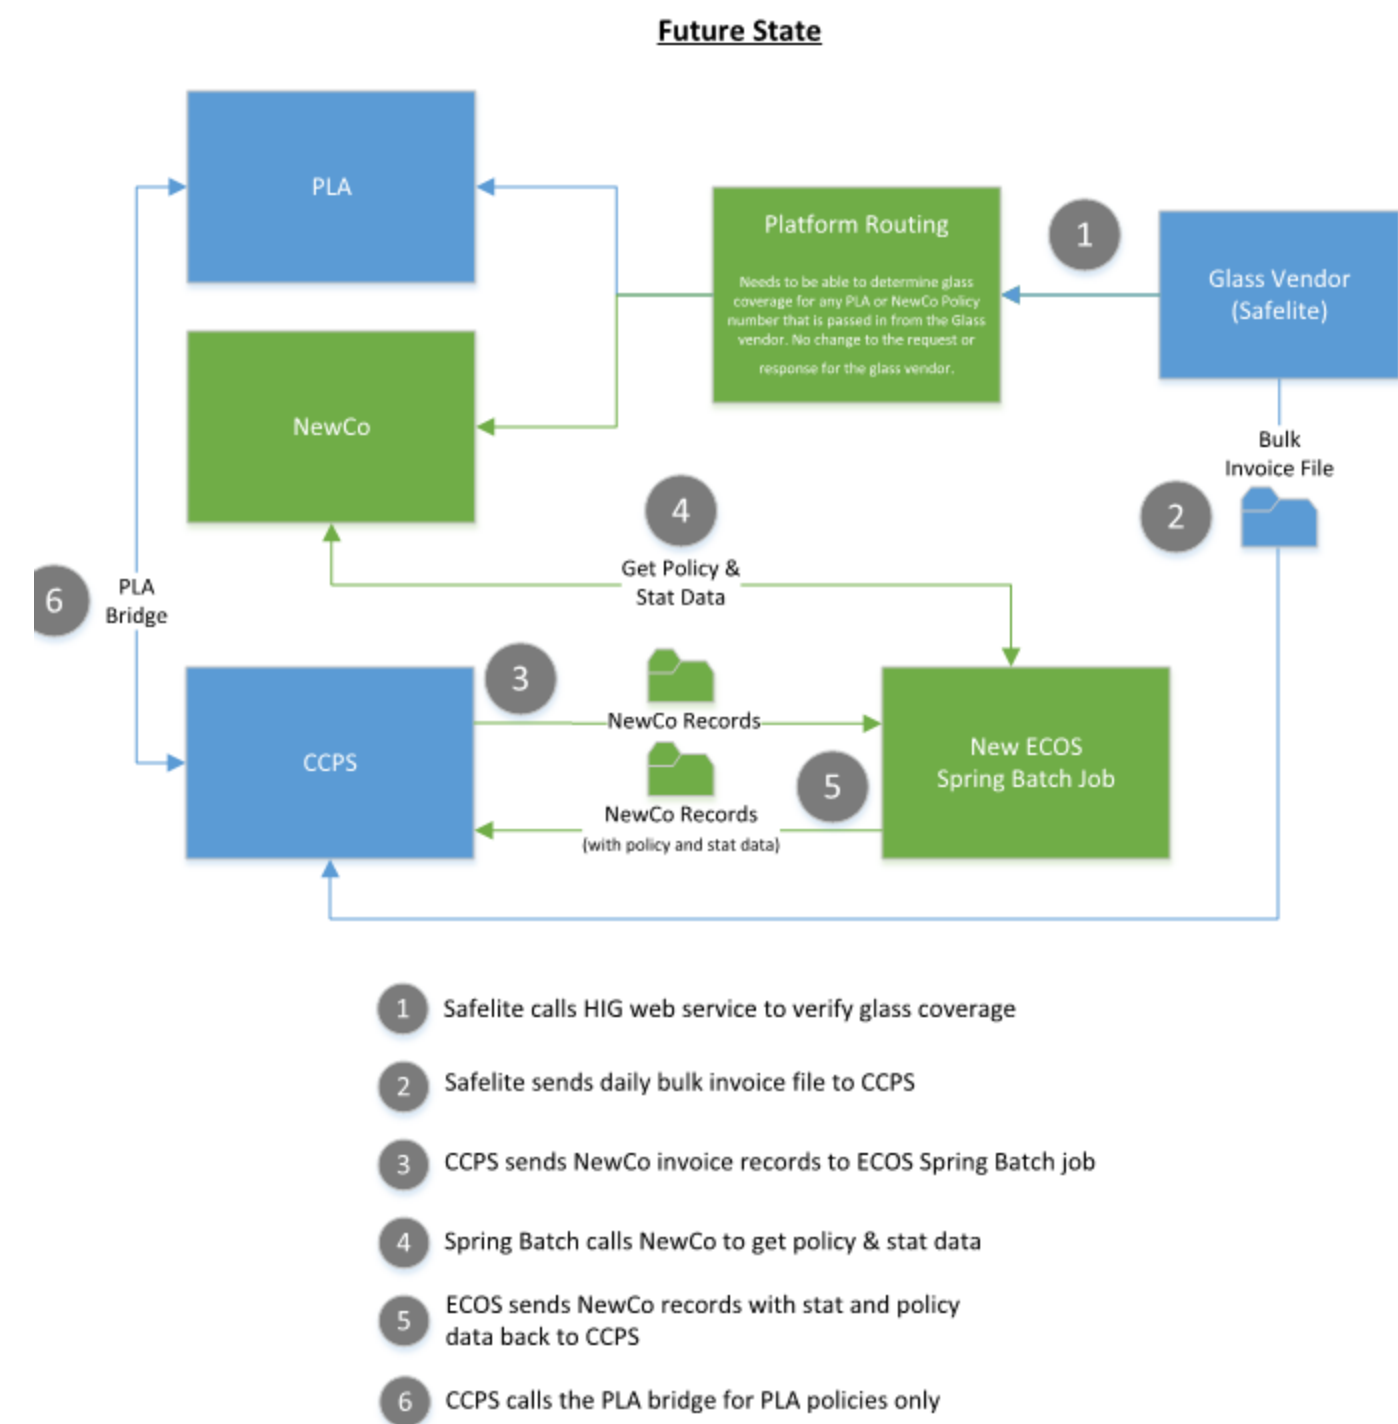 Future State
PLA
Platform Routing
Needs to be able to determine glass
coverage for any PLA or NewCo Policy
number that is passed in from the Glass
vendor. No change to the request or
response for the glass vendor.
1
Glass Vendor
(Safelite)
NewCo
Bulk
Invoice File
2
4
Get Policy &
Stat Data
6
PLA
Bridge
3
NewCo Records
CCPS
New ECOS
Spring Batch Job
5
NewCo Records
(with policy and stat data)
1 Safelite calls HIG web service to verify glass coverage
2 Safelite sends daily bulk invoice file to CCPS
3 CCPS sends NewCo invoice records to ECOS Spring Batch job
4 Spring Batch calls NewCo to get policy & stat data
5 ECOS sends NewCo records with stat and policy
data back to CCPS
6 CCPS calls the PLA bridge for PLA policies only